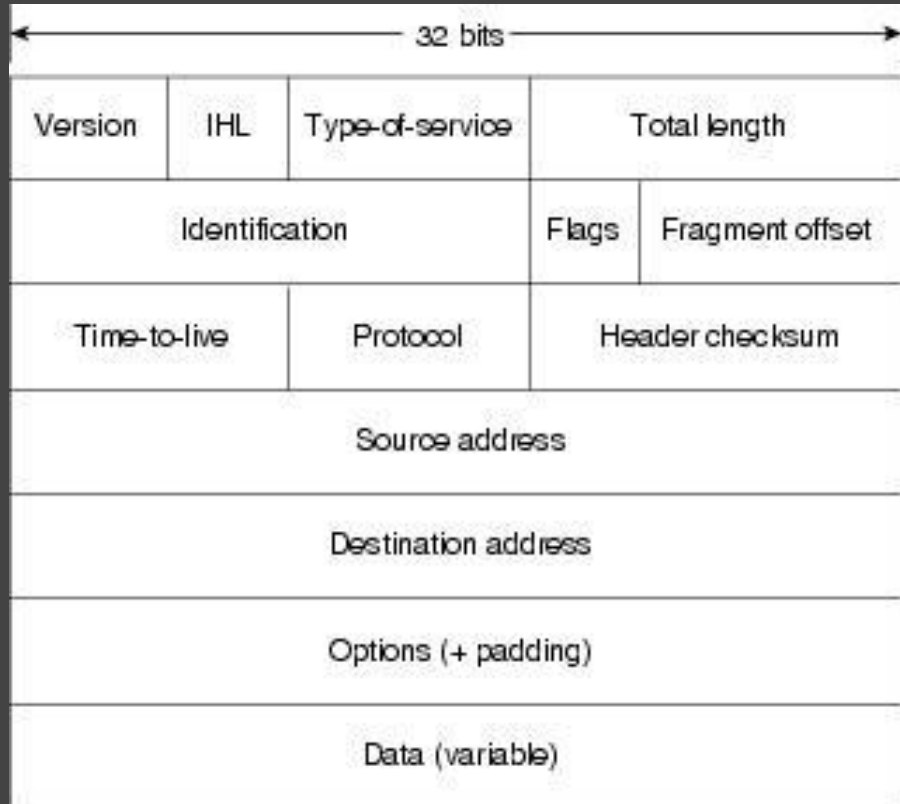 32 bits
Version IHL Type-of-service Total length
Identification Flags Fragment offset
Time-to-live Protocol Header checksum
Source address
Destination address
Options (+ padding)
Data (variable)